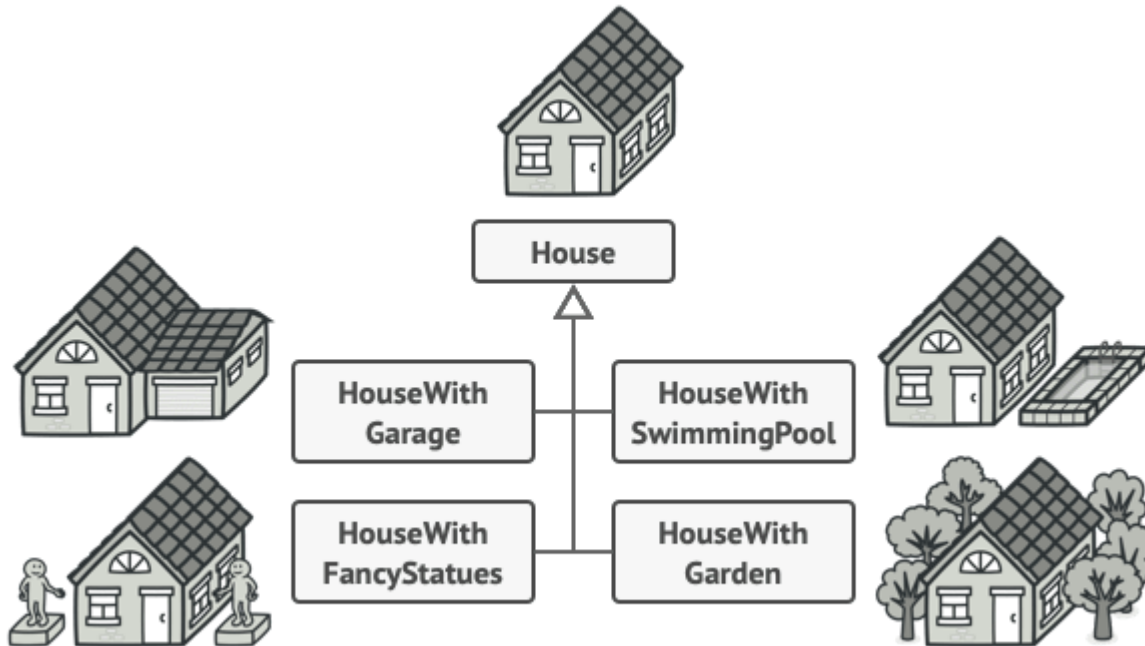 House
HouseWith
Garage
HouseWith
SwimmingPool
HouseWith
FancyStatues
HouseWith
Garden